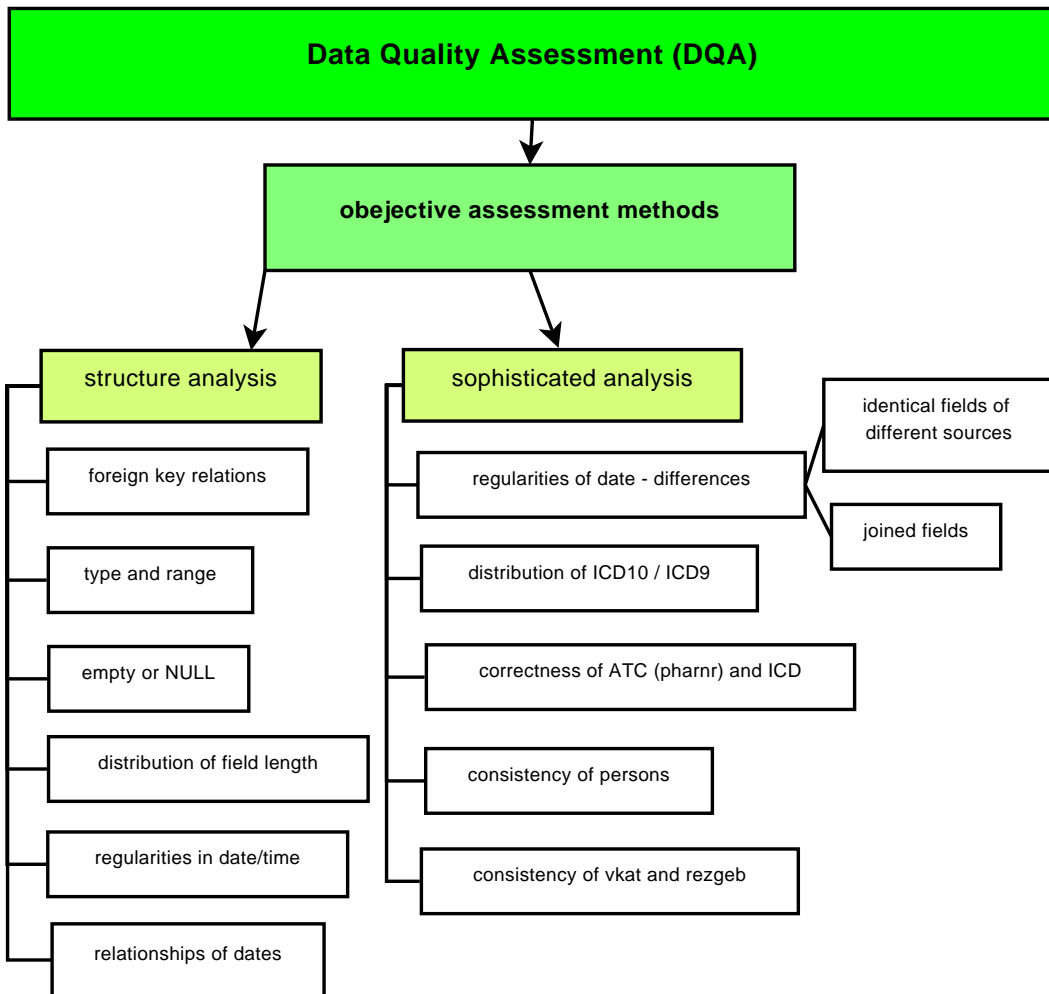 Data Quality Assessment (DQA)
obejective assessment methods
structure analysis
foreign key relations
type and range
empty or NULL
distribution of field length
regularities in date/time
relationships of dates
sophisticated analysis
regularities of date - differences
identical fields of
different sources
joined fields
distribution of ICD10 / ICD9
correctness of ATC (pharnr) and ICD
consistency of persons
consistency of vkat and rezgeb